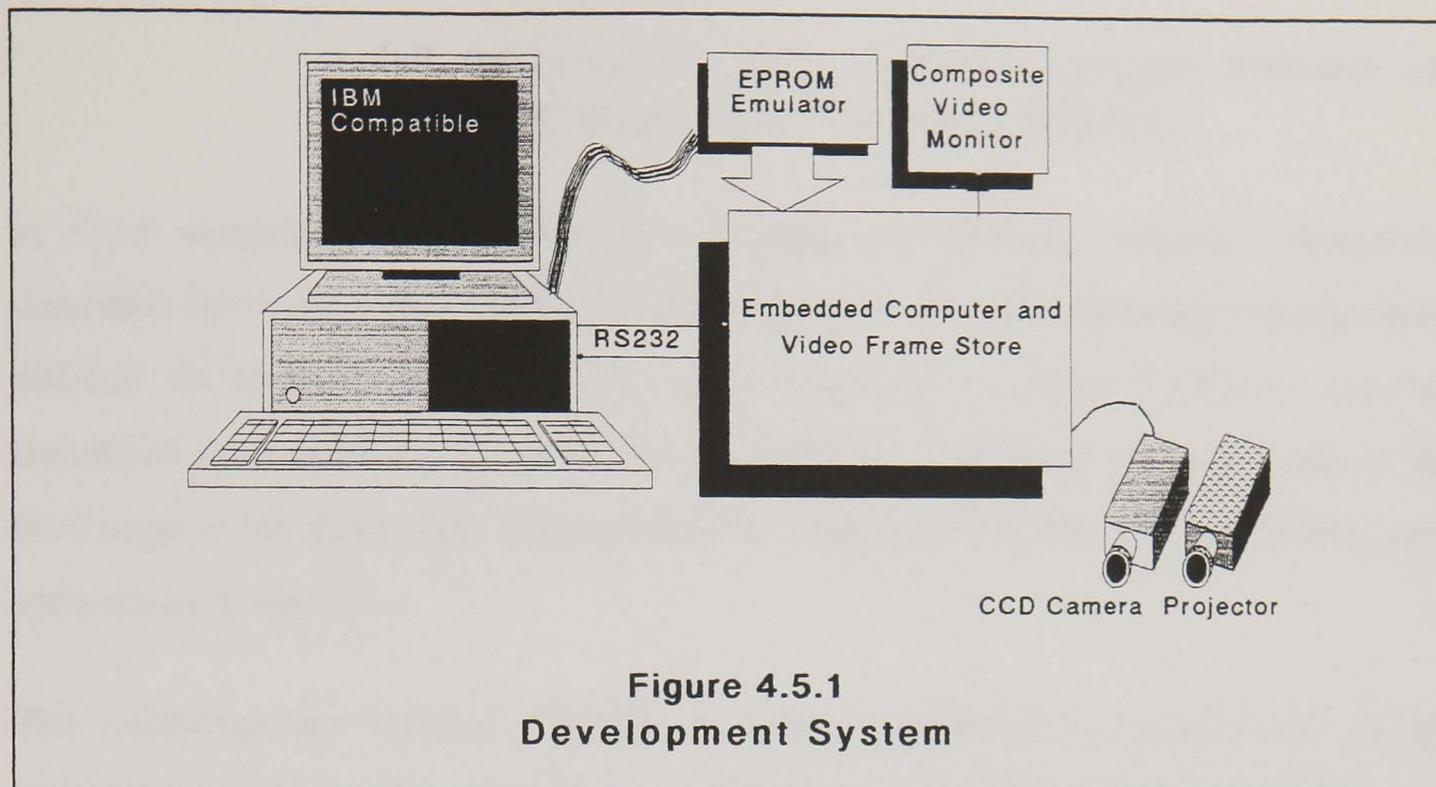 IBM
Compatible
EPROM
Emulator
Composite
Video
Monitor
RS232
Embedded Computer and
Video Frame Store
CCD Camera Projector
Figure 4.5.1
Development System